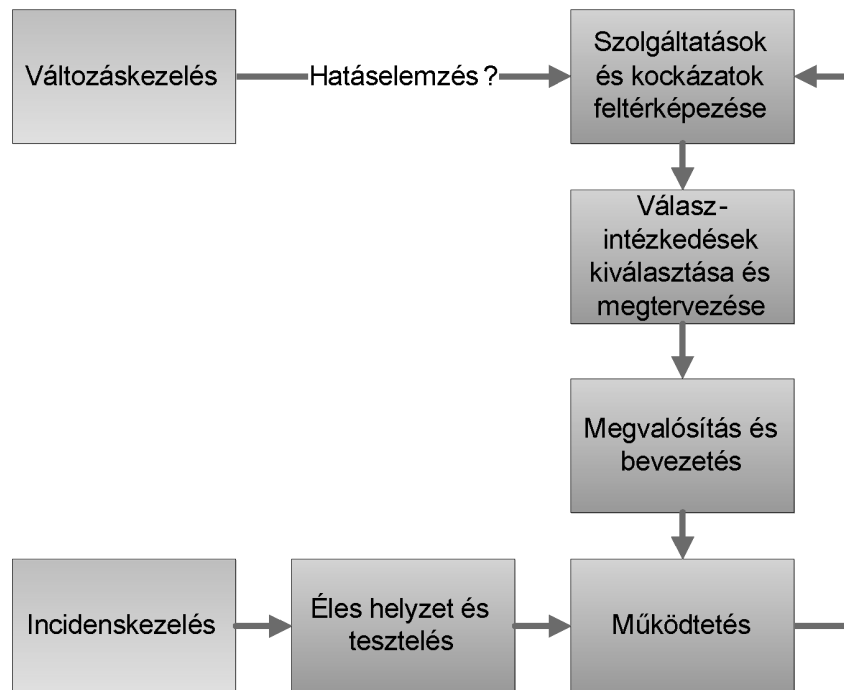 Változáskezelés
Hatáselemzés ?
Szolgáltatások
és kockázatok
feltérképezése
Válasz-
intézkedések
kiválasztása és
megtervezése
Megvalósítás és
bevezetés
Incidenskezelés
Éles helyzet és
tesztelés
Működtetés